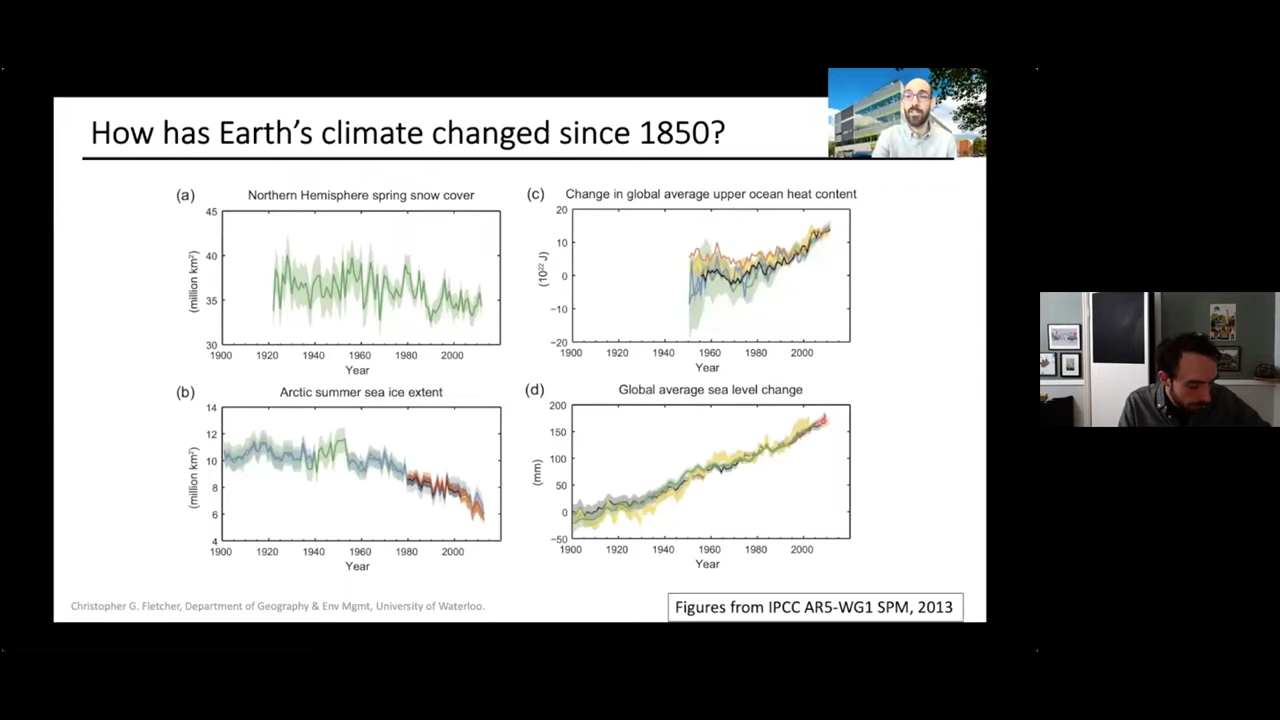 How has Earth's climate changed since 1850?
(a) Northern Hemisphere spring snow cover
45
40
35
30
(million km²)
1900 1920 1940 1960 1980 2000
Year
(c) Change in global average upper ocean heat content
20
10
0
−10
−20
(10²² J)
1900 1920 1940 1960 1980 2000
Year
(b) Arctic summer sea ice extent
14
12
10
8
6
4
(million km²)
1900 1920 1940 1960 1980 2000
Year
(d) Global average sea level change
200
150
100
50
0
−50
(mm)
1900 1920 1940 1960 1980 2000
Year
Christopher G. Fletcher, Department of Geography & Env Mgmt, University of Waterloo.
Figures from IPCC AR5-WG1 SPM, 2013